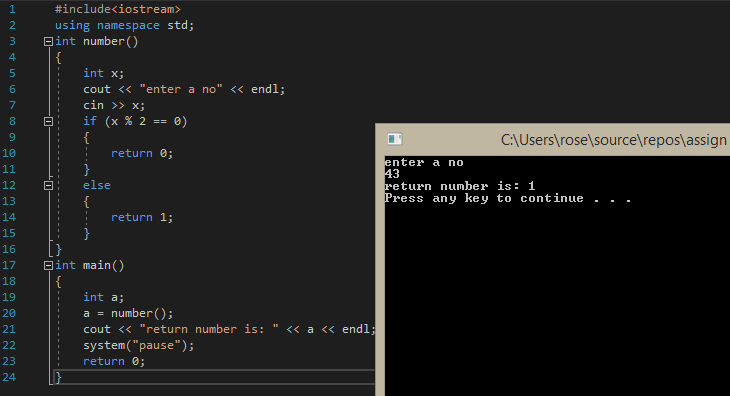 1 #include<iostream>
2 using namespace std;
3 int number()
4 {
5 int x;
6 cout << "enter a no" << endl;
7 cin >> x;
8 if (x % 2 == 0)
9 {
10 return 0;
11 }
12 else
13 {
14 return 1;
15 }
16 }
17 int main()
18 {
19 int a;
20 a = number();
21 cout << "return number is: " << a << endl;
22 system("pause");
23 return 0;
24 }
C:\Users\rose\source\repos\assign
enter a no
43
return number is: 1
Press any key to continue . . .